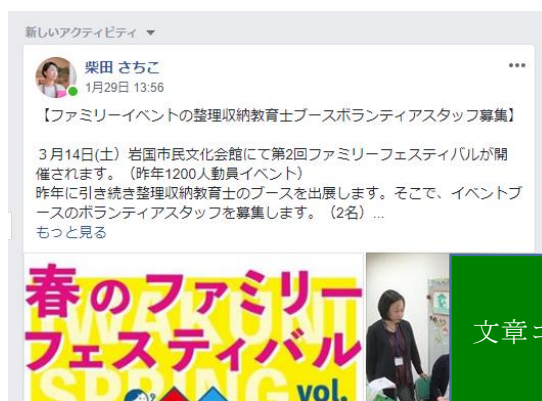 新しいアクティビティ ▼
柴田 さちこ
1月29日 13:56
【ファミリーイベントの整理収納教育士ブースボランティアスタッフ募集】
３月14日(土）岩国市民文化会館にて第2回ファミリーフェスティバルが開
催されます。（昨年1200人動員イベント）
昨年に引き続き整理収納教育士のブースを出展します。そこで、イベントブ
ースのボランティアスタッフを募集します。（2名）...
もっと見る
春のファミリー
フェスティバル
IWAKUNI
SPRING
vol.
文章コ